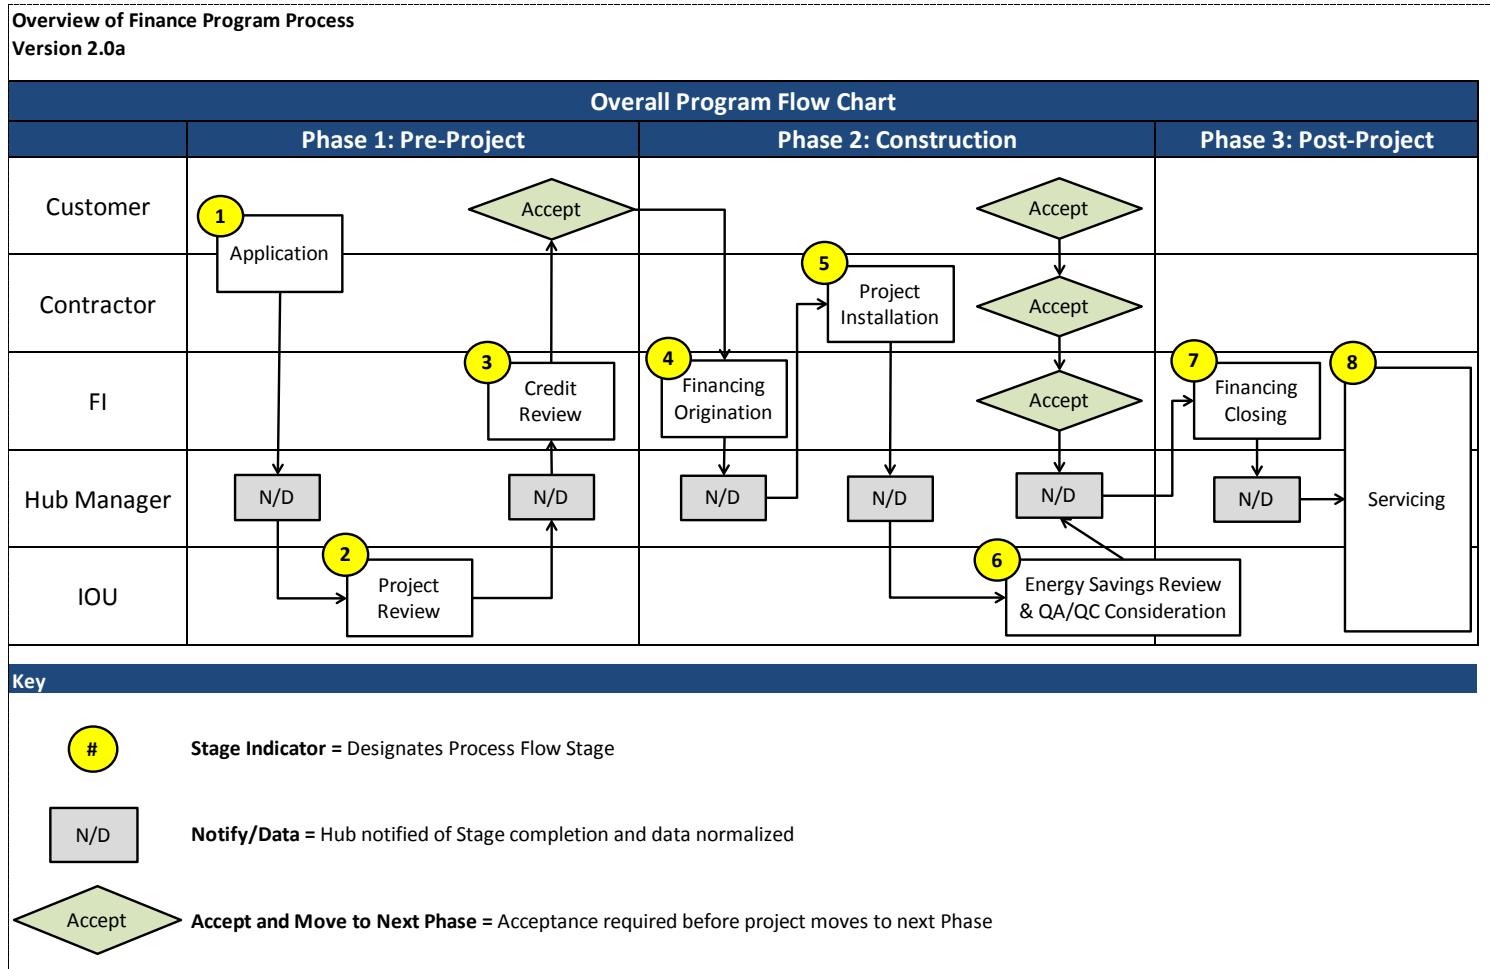 Overview of Finance Program Process
Version 2.0a
Overall Program Flow Chart
Phase 1: Pre-Project
Phase 2: Construction
Phase 3: Post-Project
Customer
1
Application
Accept
Accept
Contractor
5
Project
Installation
Accept
FI
3
Credit
Review
4
Financing
Origination
Accept
7
Financing
Closing
8
Servicing
Hub Manager
N/D
N/D
N/D
N/D
N/D
N/D
IOU
2
Project
Review
6
Energy Savings Review
& QA/QC Consideration
Key
#
Stage Indicator = Designates Process Flow Stage
N/D
Notify/Data = Hub notified of Stage completion and data normalized
Accept
Accept and Move to Next Phase = Acceptance required before project moves to next Phase